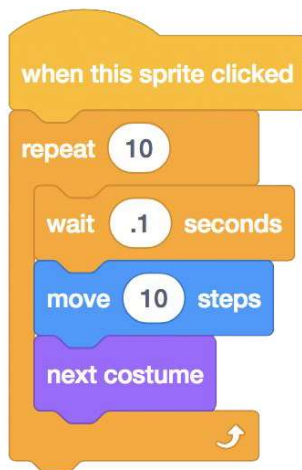 when this sprite clicked
repeat 10
wait .1 seconds
move 10 steps
next costume